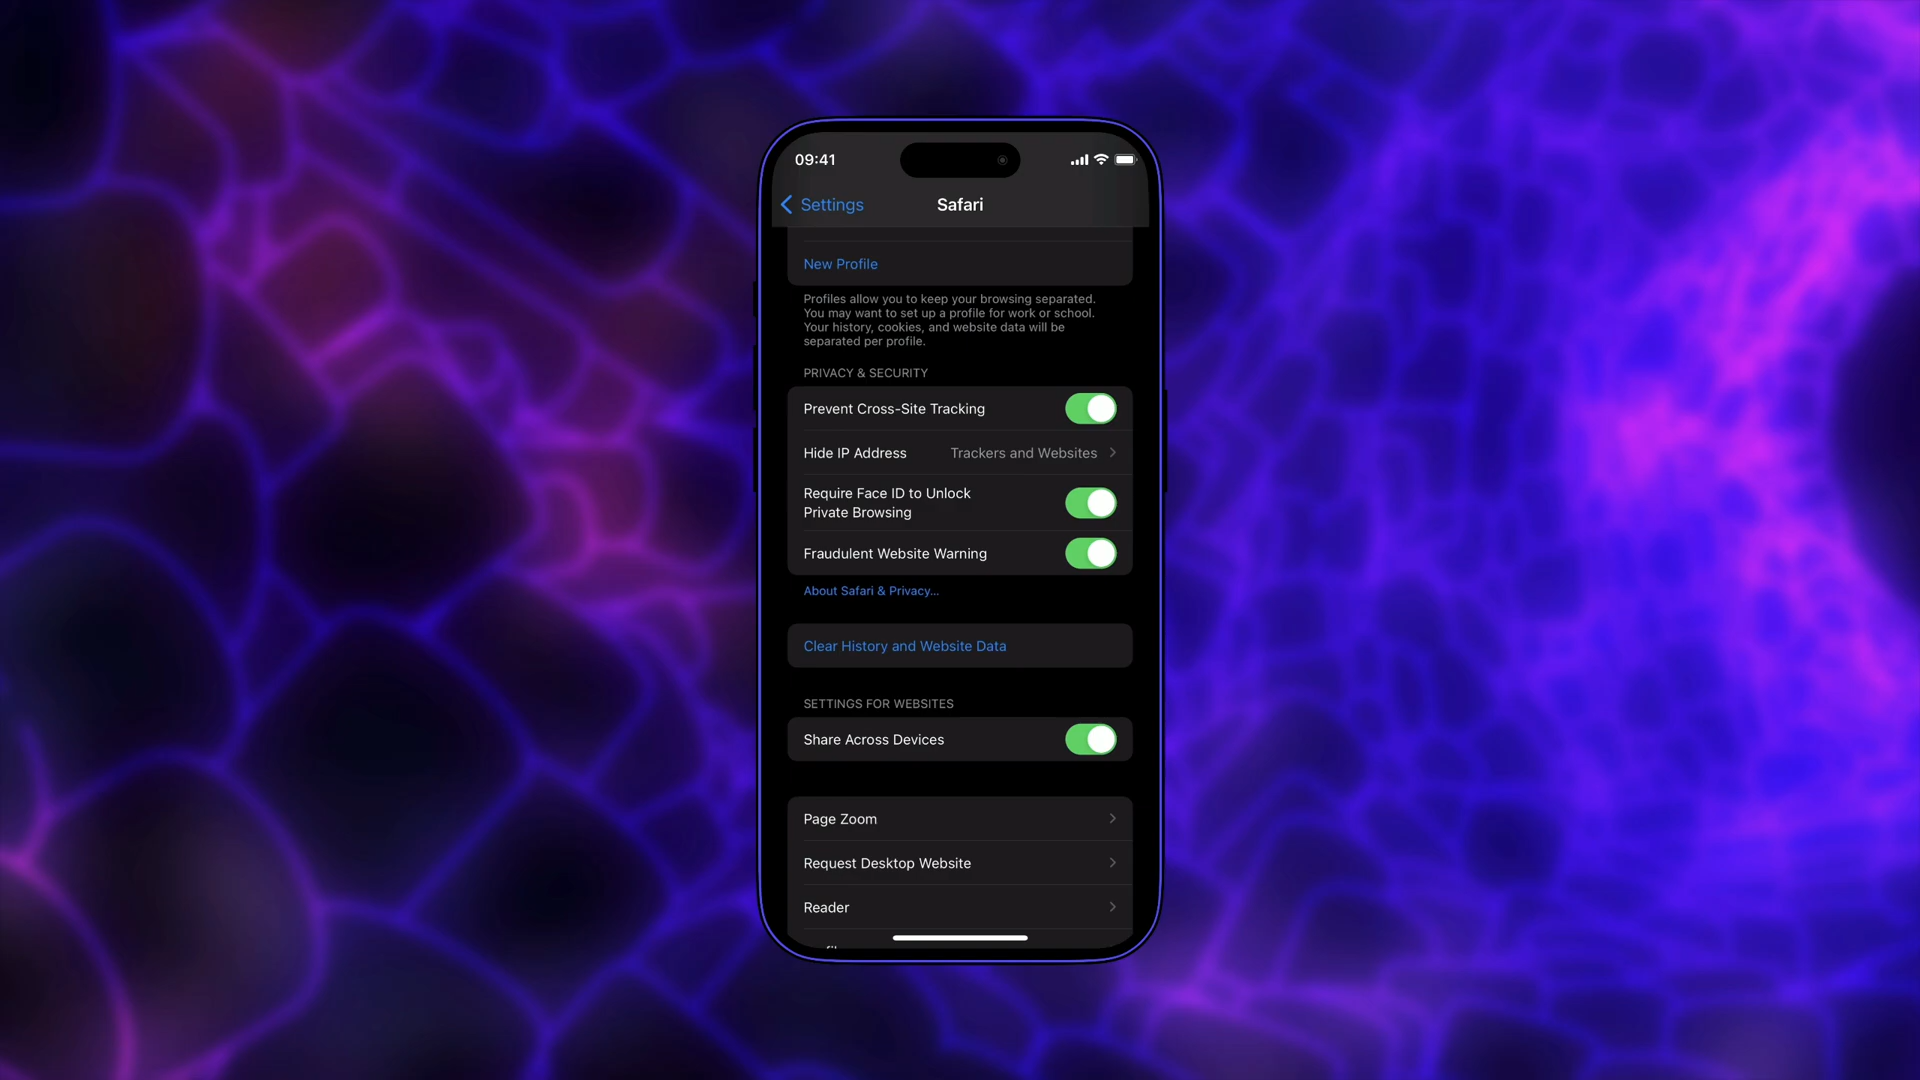 09:41
Settings
Safari
New Profile
Profiles allow you to keep your browsing separated.
You may want to set up a profile for work or school.
Your history, cookies, and website data will be
separated per profile.
PRIVACY & SECURITY
Prevent Cross-Site Tracking
Hide IP Address Trackers and Websites
Require Face ID to Unlock
Private Browsing
Fraudulent Website Warning
About Safari & Privacy...
Clear History and Website Data
SETTINGS FOR WEBSITES
Share Across Devices
Page Zoom
Request Desktop Website
Reader